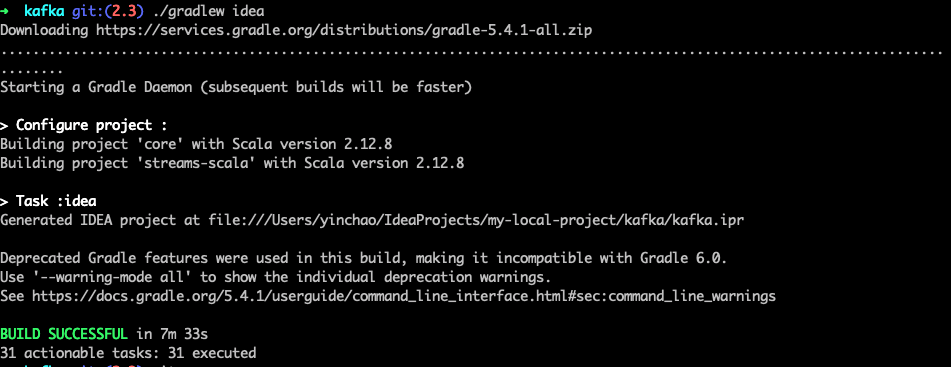 ➜  kafka git:(2.3) ./gradlew idea
Downloading https://services.gradle.org/distributions/gradle-5.4.1-all.zip
......................................................................................................................
........
Starting a Gradle Daemon (subsequent builds will be faster)
> Configure project :
Building project 'core' with Scala version 2.12.8
Building project 'streams-scala' with Scala version 2.12.8
> Task :idea
Generated IDEA project at file:///Users/yinchao/IdeaProjects/my-local-project/kafka/kafka.ipr
Deprecated Gradle features were used in this build, making it incompatible with Gradle 6.0.
Use '--warning-mode all' to show the individual deprecation warnings.
See https://docs.gradle.org/5.4.1/userguide/command_line_interface.html#sec:command_line_warnings
BUILD SUCCESSFUL in 7m 33s
31 actionable tasks: 31 executed